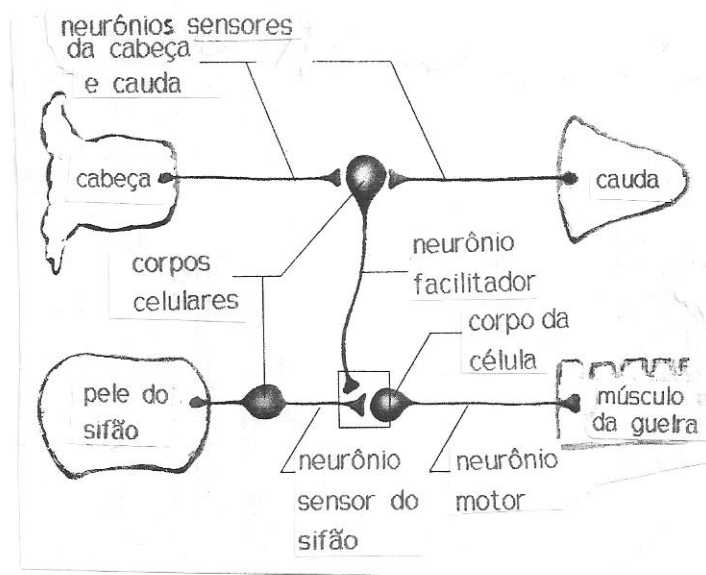 neurónios sensores
da cabeça
e cauda
cabeça
cauda
corpos
celulares
neurônio
facilitador
corpo da
célula
pele do
sifão
músculo
da guelra
neurônio
sensor do
sifão
neurônio
motor